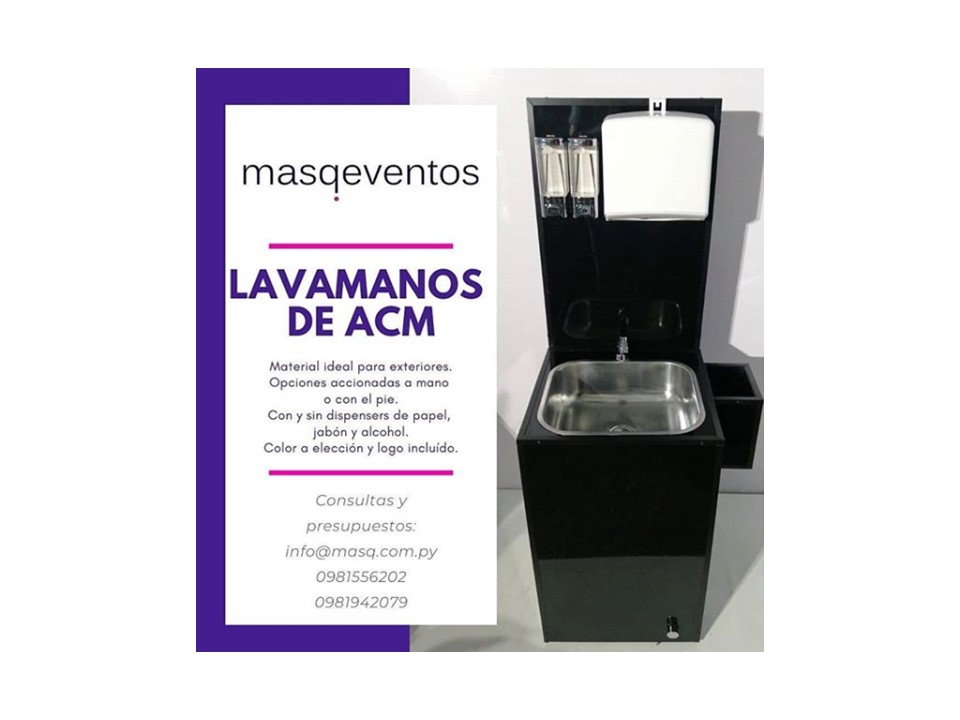 masqeventos
LAVAMANOS
DE ACM
Material ideal para exteriores.
Opciones accionadas a mano
o con el pie.
Con y sin dispensers de papel,
jabón y alcohol.
Color a elección y logo incluído.
Consultas y
presupuestos:
info@masq.com.py
0981556202
0981942079